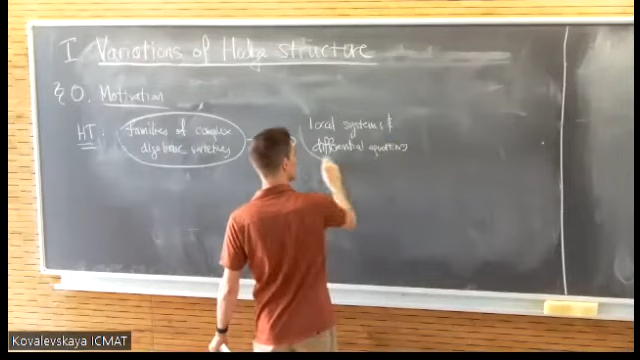 I Variations of Hodge structure
§ 0. Motivation
HT: families of complex algebraic varieties
local systems &
differential equations
Kovalevskaya ICMAT